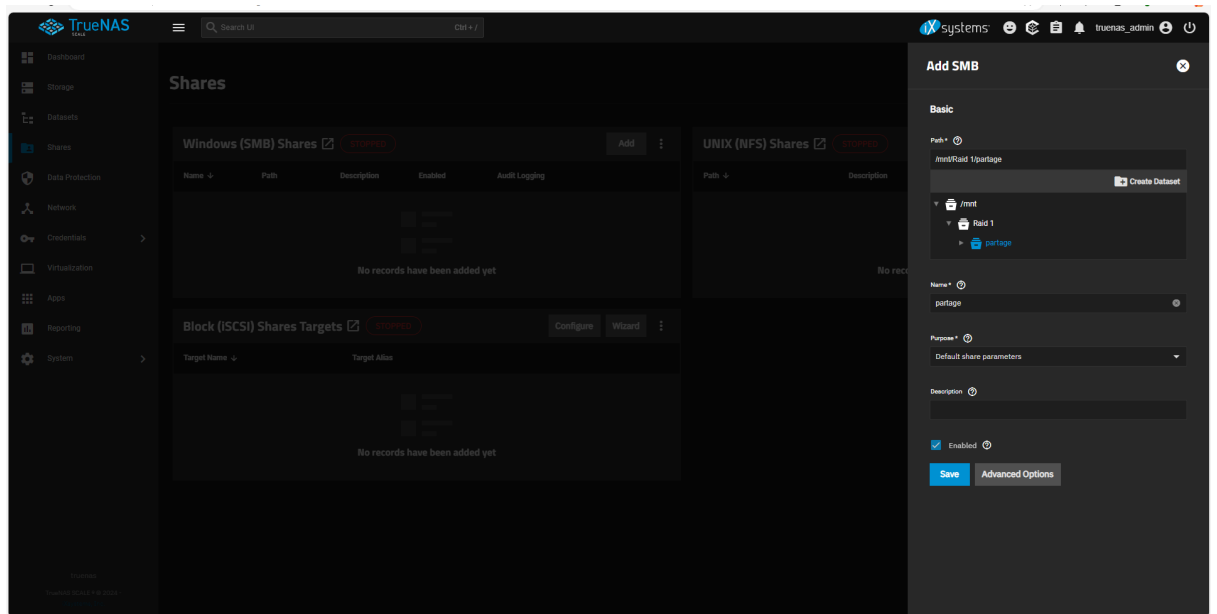 TrueNAS
SCALE
Search UI
Ctrl + /
iXsystems
truenas_admin
Dashboard
Storage
Datasets
Shares
Data Protection
Network
Credentials
Virtualization
Apps
Reporting
System
Shares
Windows (SMB) Shares
STOPPED
Add
Name
Path
Description
Enabled
Audit Logging
No records have been added yet
UNIX (NFS) Shares
STOPPED
Path
Description
No rec
Block (iSCSI) Shares Targets
STOPPED
Configure
Wizard
Target Name
Target Alias
No records have been added yet
Add SMB
Basic
Path*
/mnt/Raid 1/partage
Create Dataset
/mnt
Raid 1
partage
Name*
partage
Purpose*
Default share parameters
Description
Enabled
Save
Advanced Options